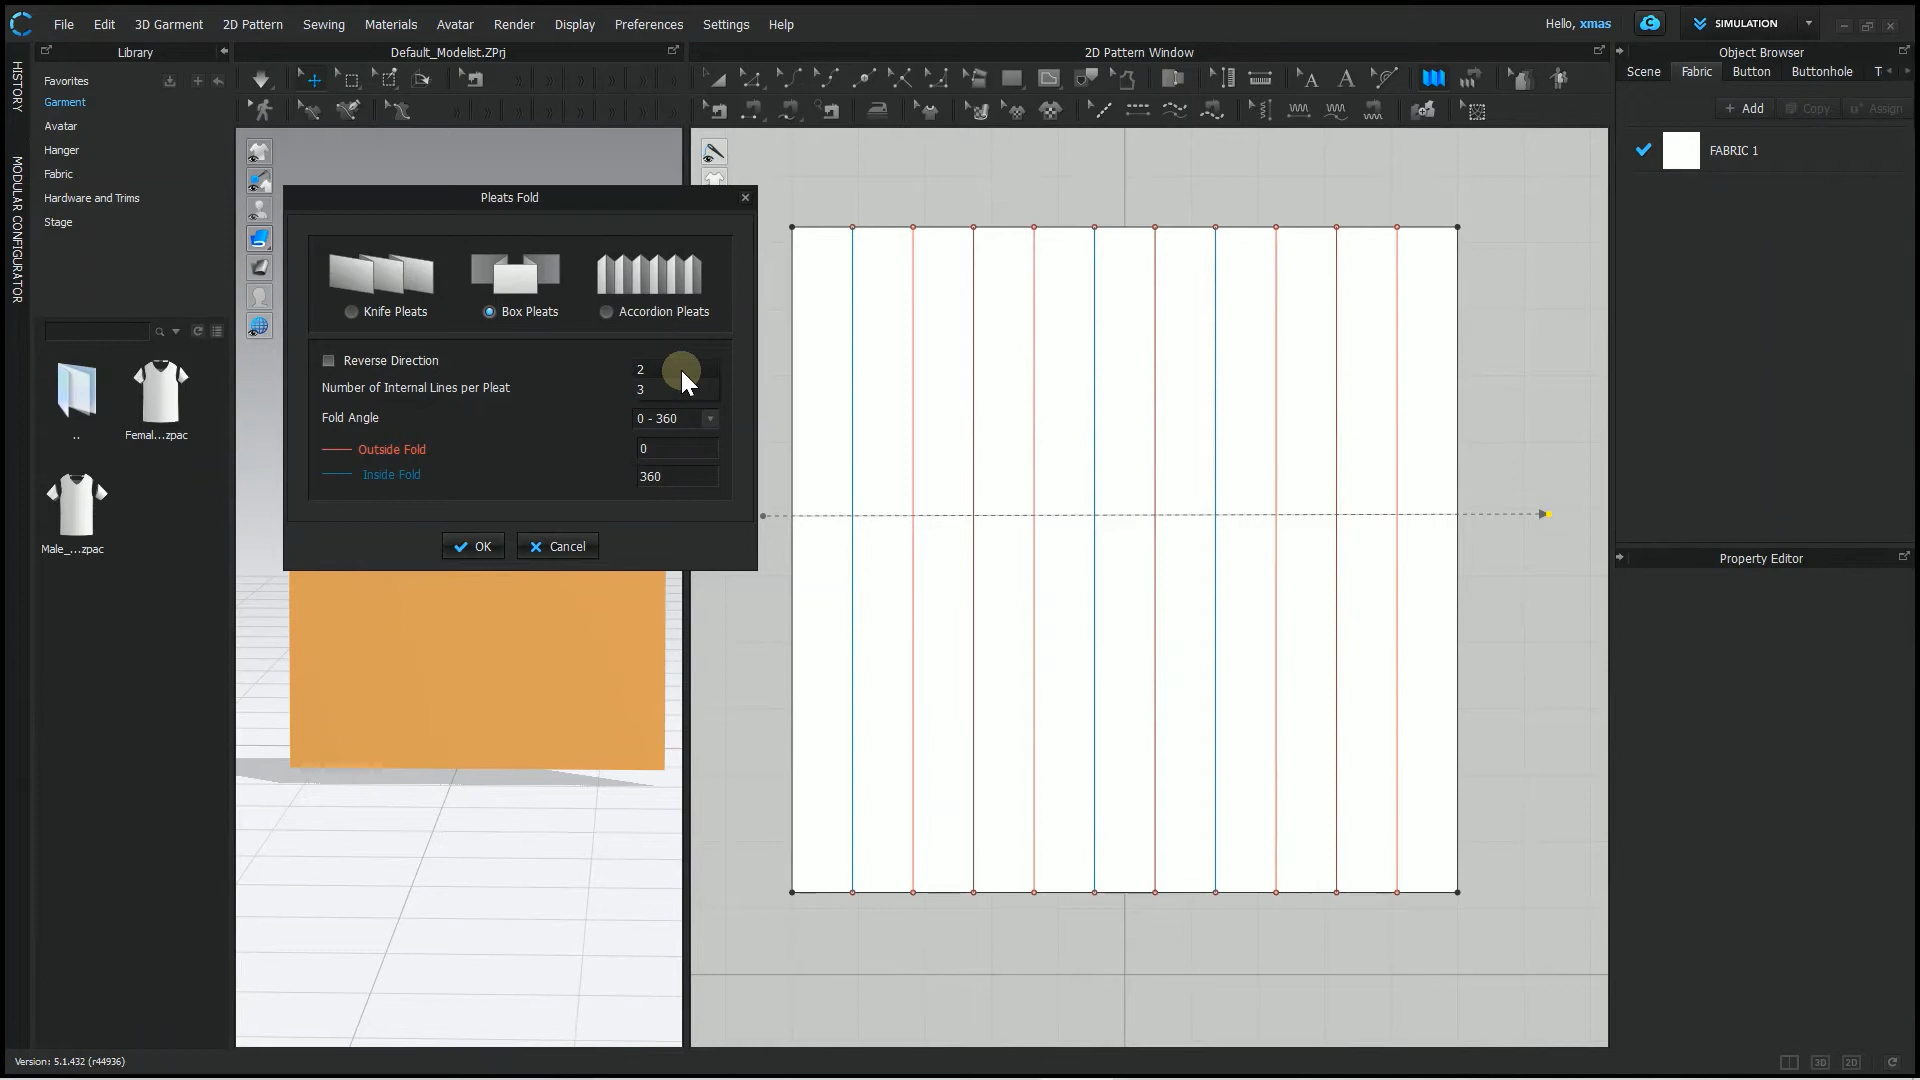 File Edit 3D Garment 2D Pattern Sewing Materials Avatar Render Display Preferences Settings Help
Hello, xmas
SIMULATION
Library
Default_Modelist.ZPrj
2D Pattern Window
Object Browser
HISTORY
MODULAR CONFIGURATOR
Favorites
Garment
Avatar
Hanger
Fabric
Hardware and Trims
Stage
..
Femal...zpac
Male_...zpac
Scene Fabric Button Buttonhole T
+ Add Copy Assign
FABRIC 1
Property Editor
Pleats Fold
Knife Pleats Box Pleats Accordion Pleats
Reverse Direction
Number of Internal Lines per Pleat
2
3
Fold Angle 0 - 360
Outside Fold 0
Inside Fold 360
OK Cancel
Version: 5.1.432 (r44936)
3D 2D